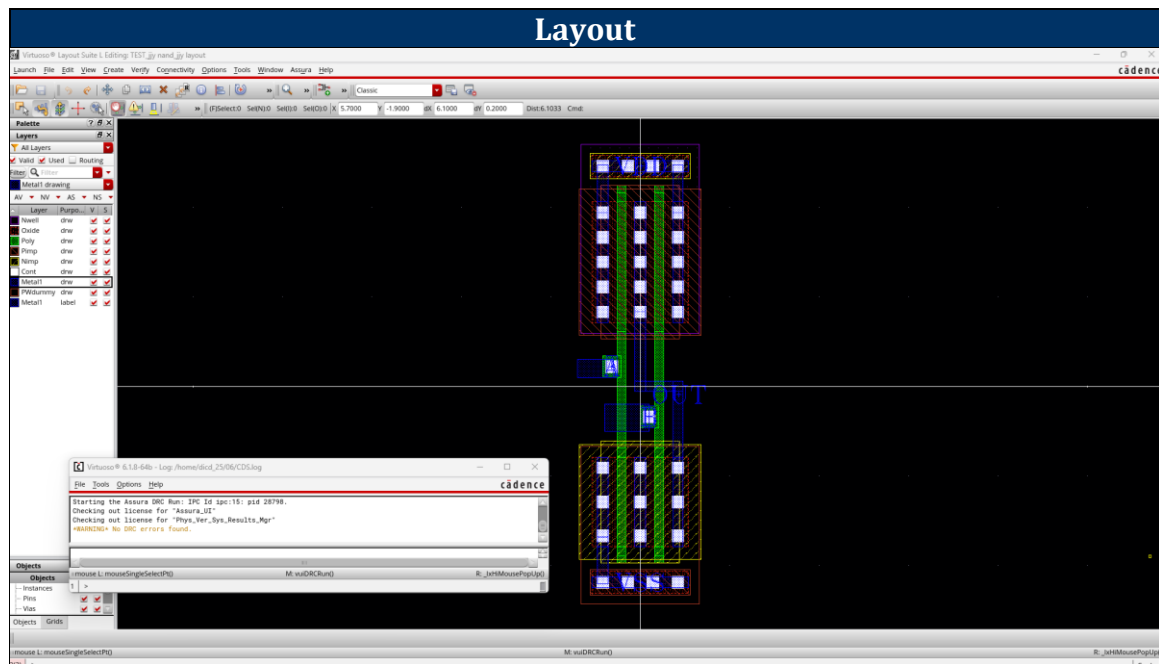 Layout
Virtuoso® Layout Suite L Editing: TEST_jjy nand_jjy layout
Launch File Edit View Create Verify Connectivity Options Tools Window Assura Help
cādence
Classic
(F)Select:0 Sel(N):0 Sel(I):0 Sel(O):0 X 5.7000 Y -1.9000 dX 6.1000 dY 0.2000 Dist:6.1033 Cmd:
Palette
Layers
All Layers
Valid Used Routing
Filter Filter
Metal1 drawing
AV NV AS NS
Layer Purpo... V S
Nwell drw
Oxide drw
Poly drw
Pimp drw
Nimp drw
Cont drw
Metal1 drw
PWdummy drw
Metal1 label
VDD
A
OUT
B
VSS
Virtuoso® 6.1.8-64b - Log: /home/dicd_25/06/CDS.log
File Tools Options Help
cādence
Starting the Assura DRC Run: IPC Id ipc:15: pid 28798.
Checking out license for "Assura_UI"
Checking out license for "Phys_Ver_Sys_Results_Mgr"
*WARNING* No DRC errors found.
mouse L: mouseSingleSelectPt() M: vuiDRCRun() R: _lxHiMousePopUp()
1 >
Objects
Objects
Instances
Pins
Vias
Objects Grids
mouse L: mouseSingleSelectPt() M: vuiDRCRun() R: _lxHiMousePopUp()